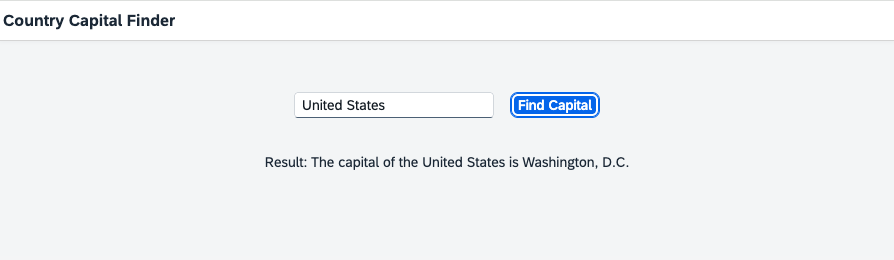 Country Capital Finder
United States Find Capital
Result: The capital of the United States is Washington, D.C.